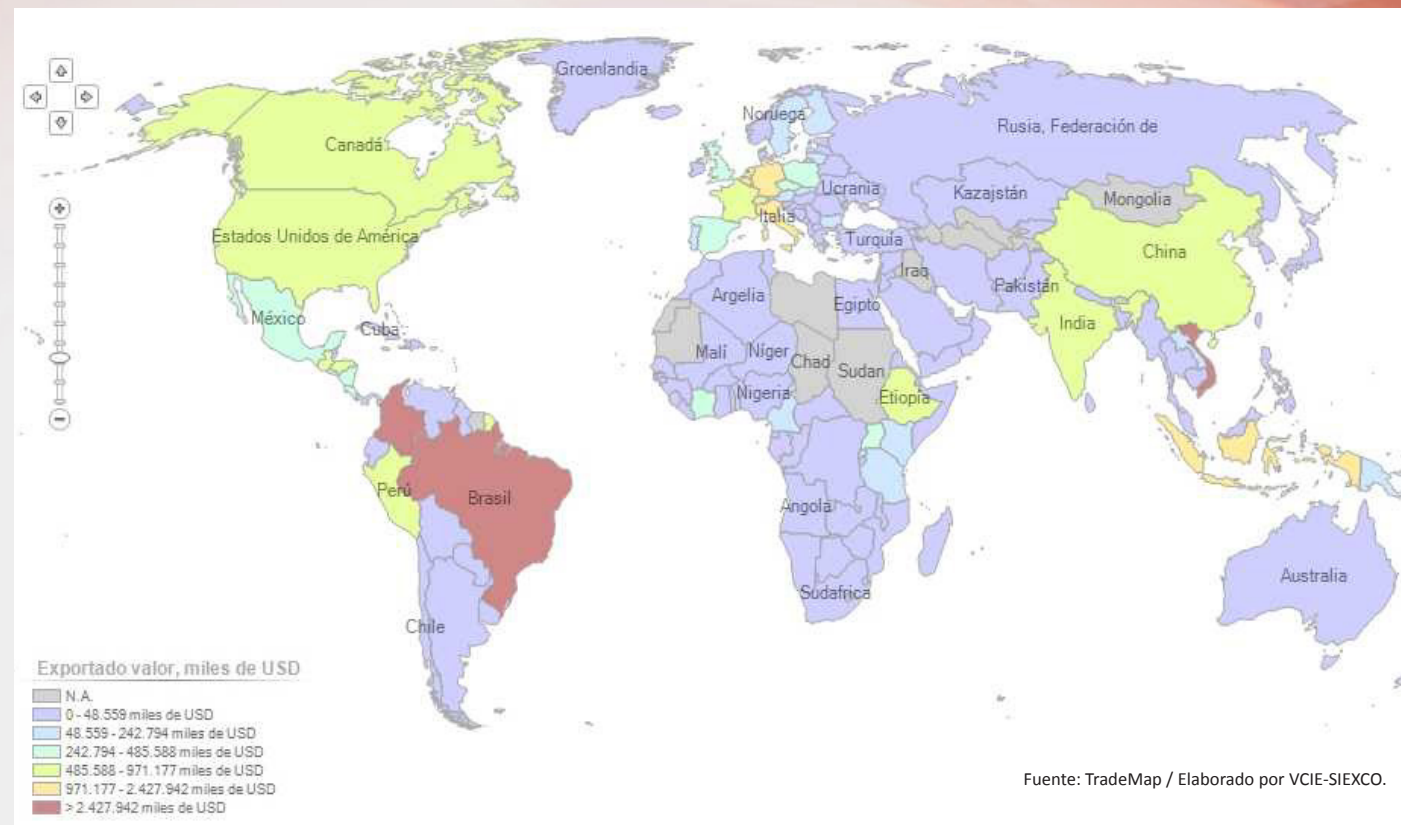 Groenlandia
Noruega
Rusia, Federación de
Canadá
Ucrania
Kazajstán
Mongolia
Italia
Estados Unidos de América
Turquía
China
Iraq
Pakistán
Argelia
Egipto
México
Cuba
India
Malí
Níger
Chad
Sudan
Nigeria
Etiopía
Perú
Brasil
Angola
Australia
Sudafrica
Chile
Exportado valor, miles de USD
N.A.
0 - 48.559 miles de USD
48.559 - 242.794 miles de USD
242.794 - 485.588 miles de USD
485.588 - 971.177 miles de USD
971.177 - 2.427.942 miles de USD
> 2.427.942 miles de USD
Fuente: TradeMap / Elaborado por VCIE-SIEXCO.